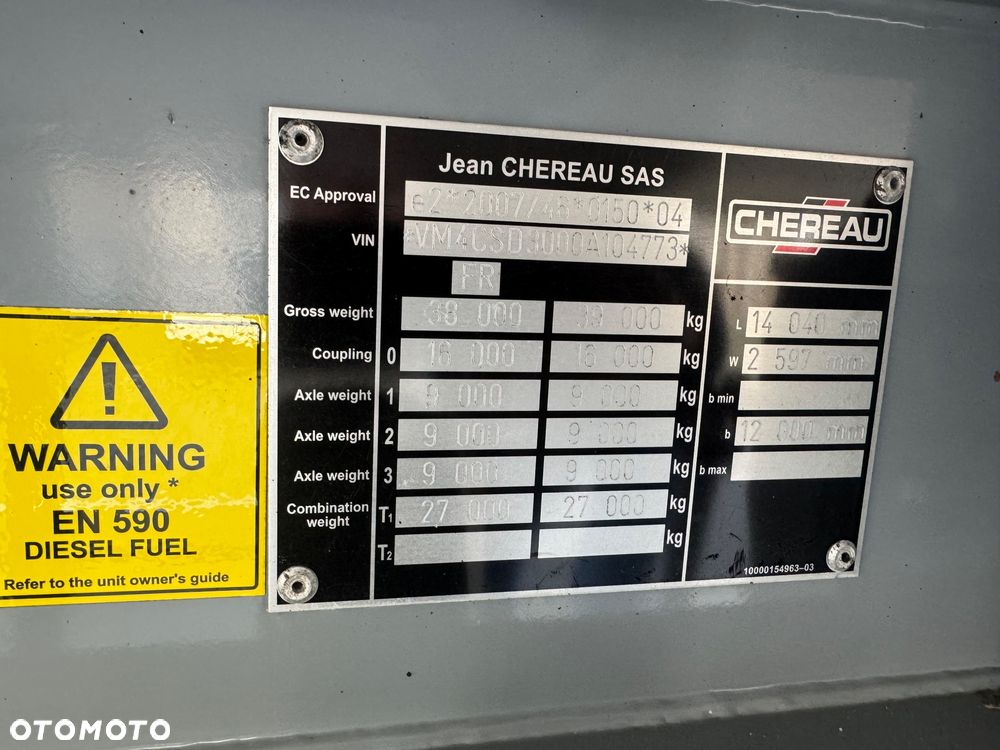 Jean CHEREAU SAS
EC Approval e2*2007/46*0150*04
VIN *VM4CSD3000A104773*
FR
Gross weight 38 000 39 000 kg
Coupling 0 16 000 16 000 kg
Axle weight 1 9 000 9 000 kg
Axle weight 2 9 000 9 000 kg
Axle weight 3 9 000 9 000 kg
Combination weight T1 27 000 27 000 kg
T2 kg
CHEREAU
L 14 040 mm
W 2 597 mm
b min
b 12 000 mm
b max
10000154963-03
WARNING
use only *
EN 590
DIESEL FUEL
Refer to the unit owner's guide
OTOMOTO